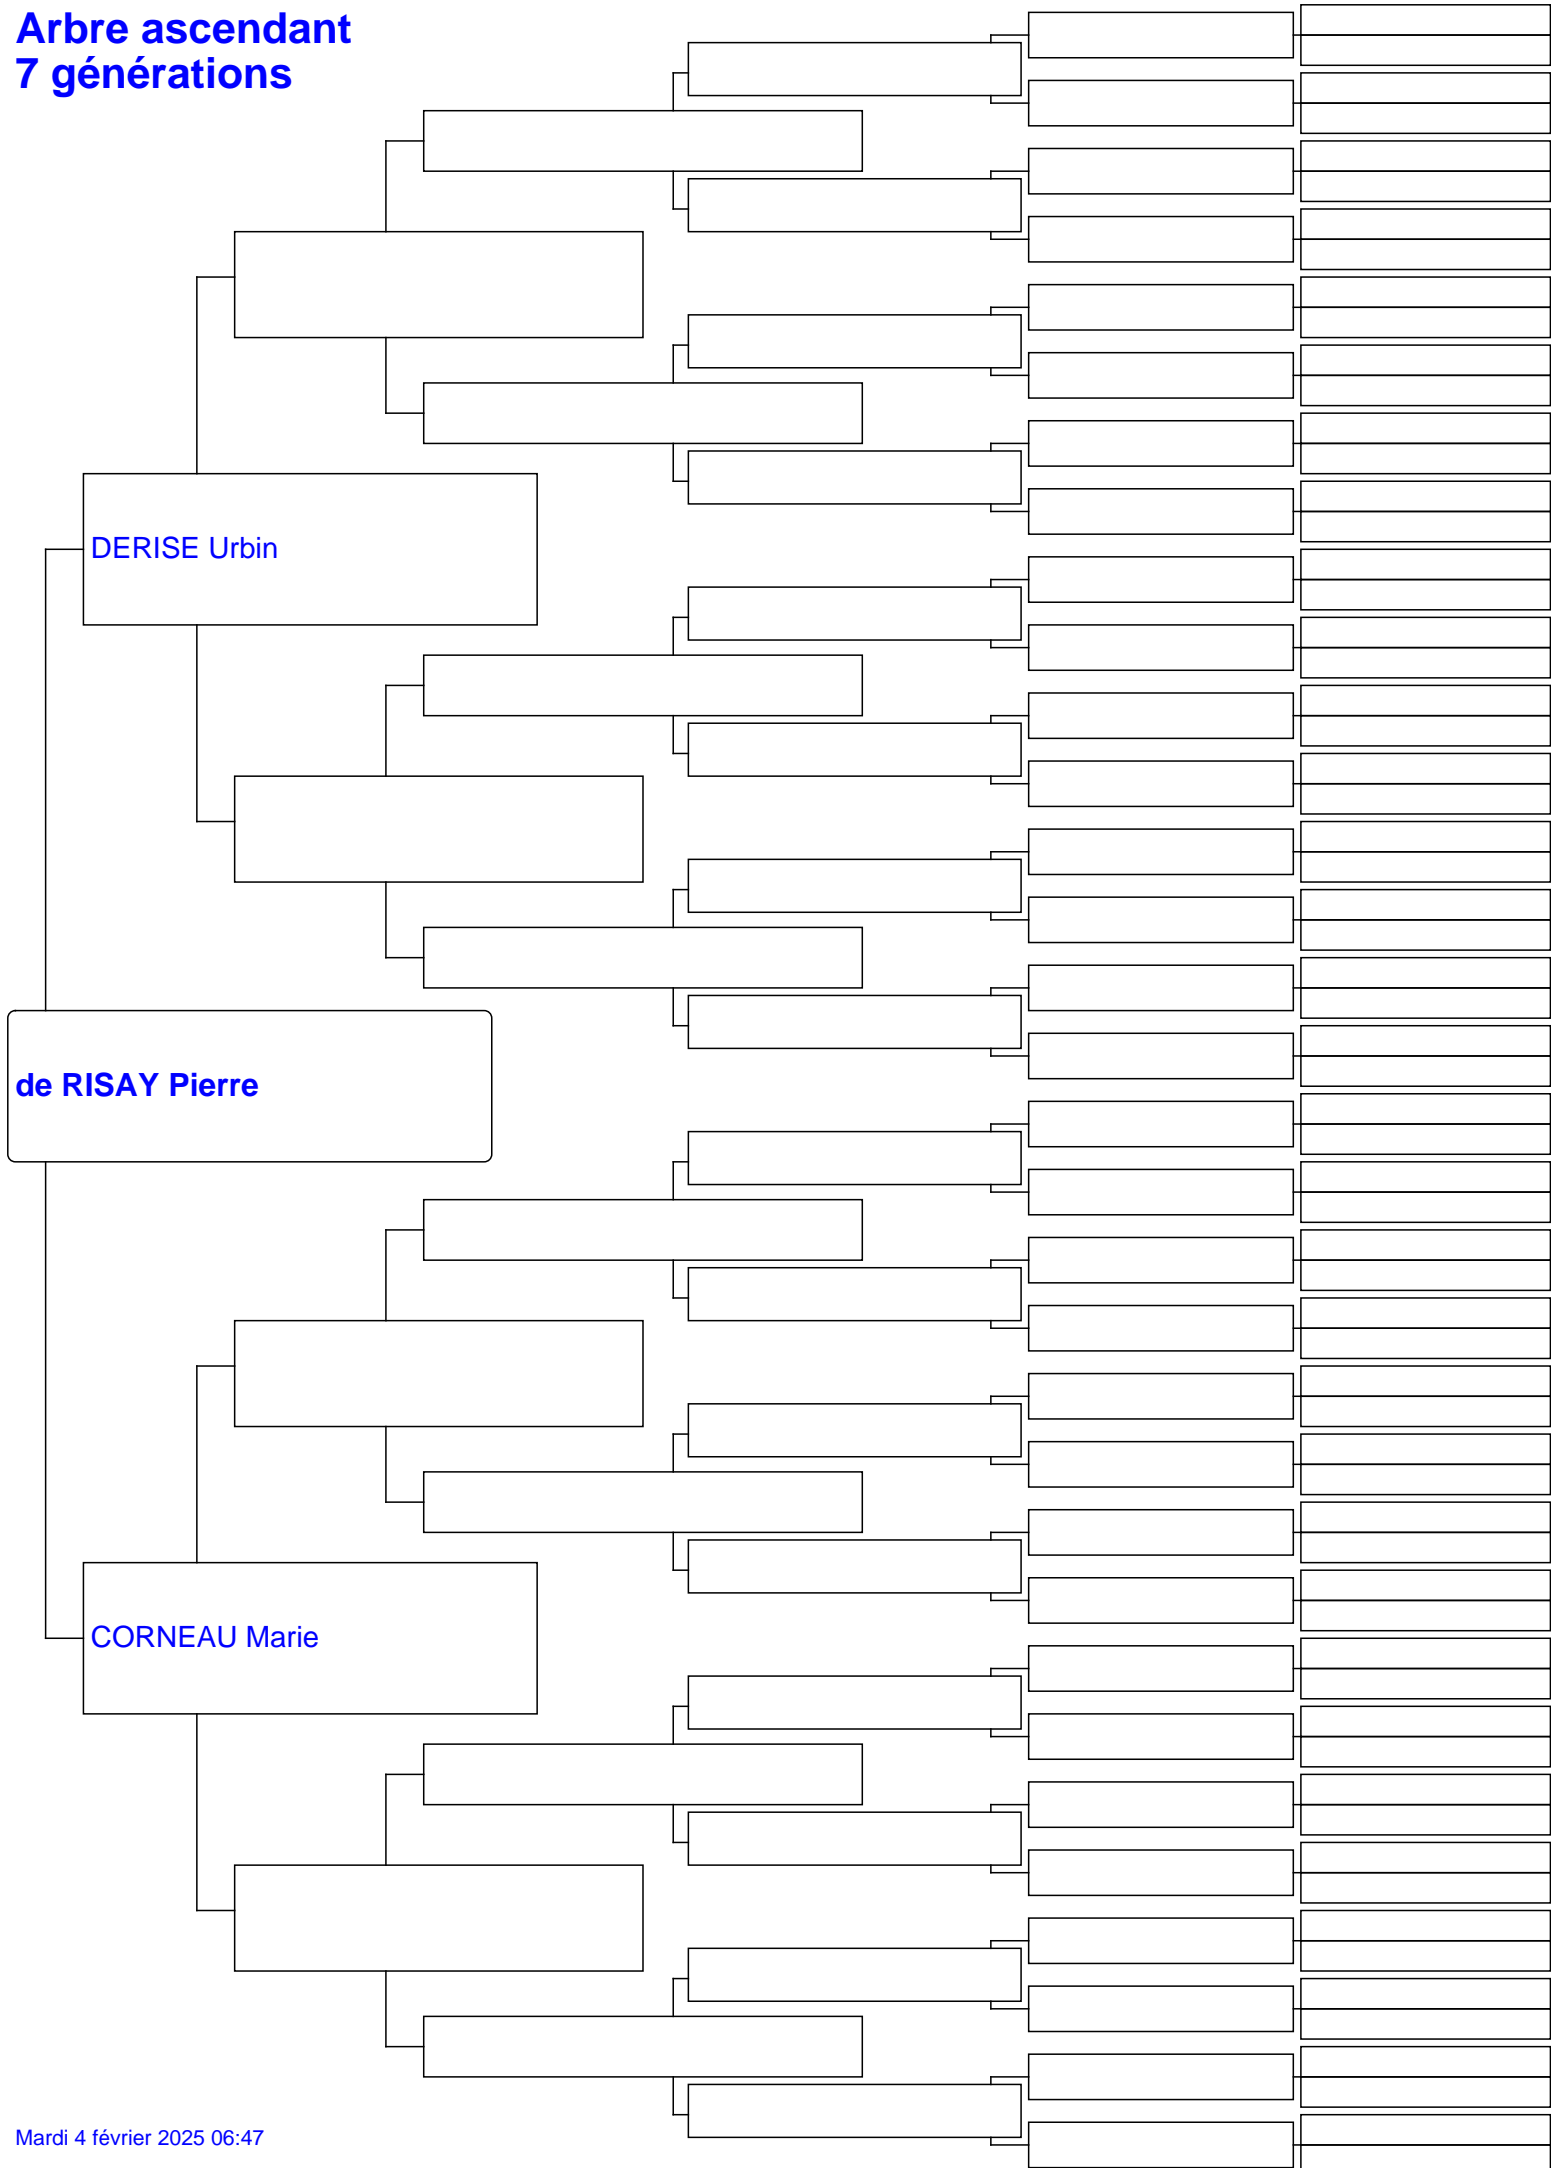 Arbre ascendant
7 générations
DERISE Urbin
de RISAY Pierre
CORNEAU Marie
Mardi 4 février 2025 06:47